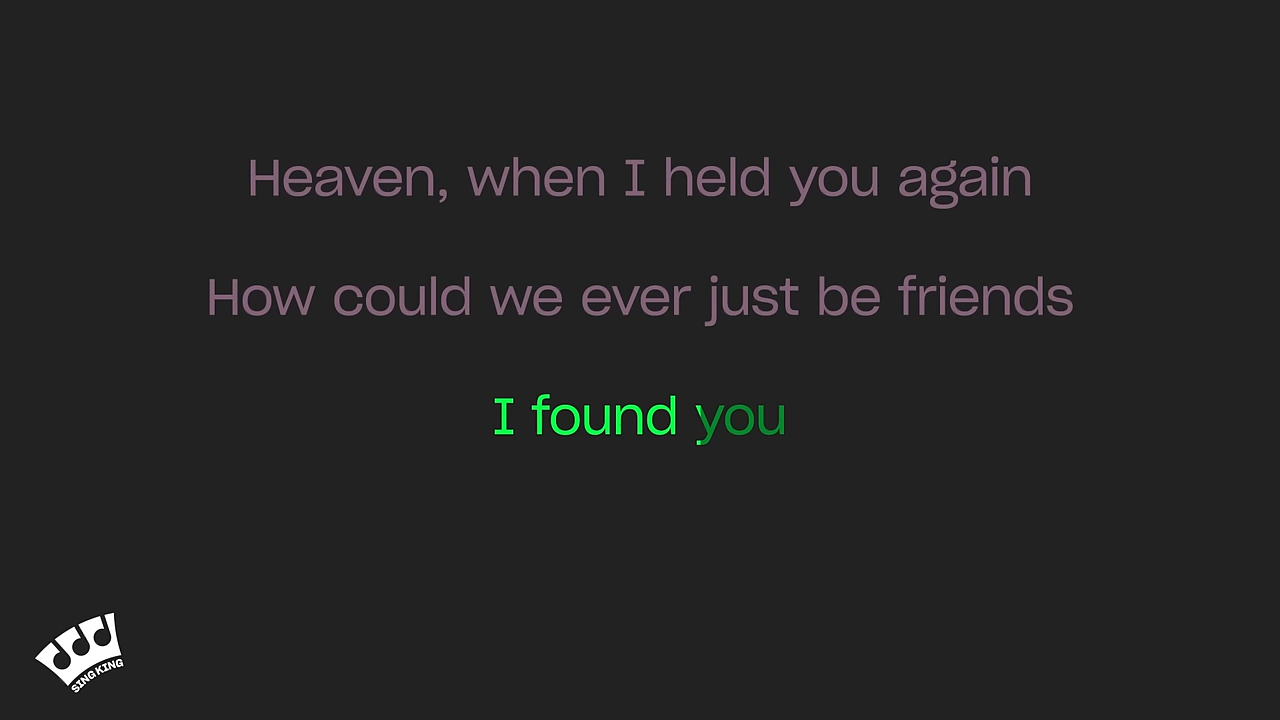 Heaven, when I held you again
How could we ever just be friends
I found you
SING KING